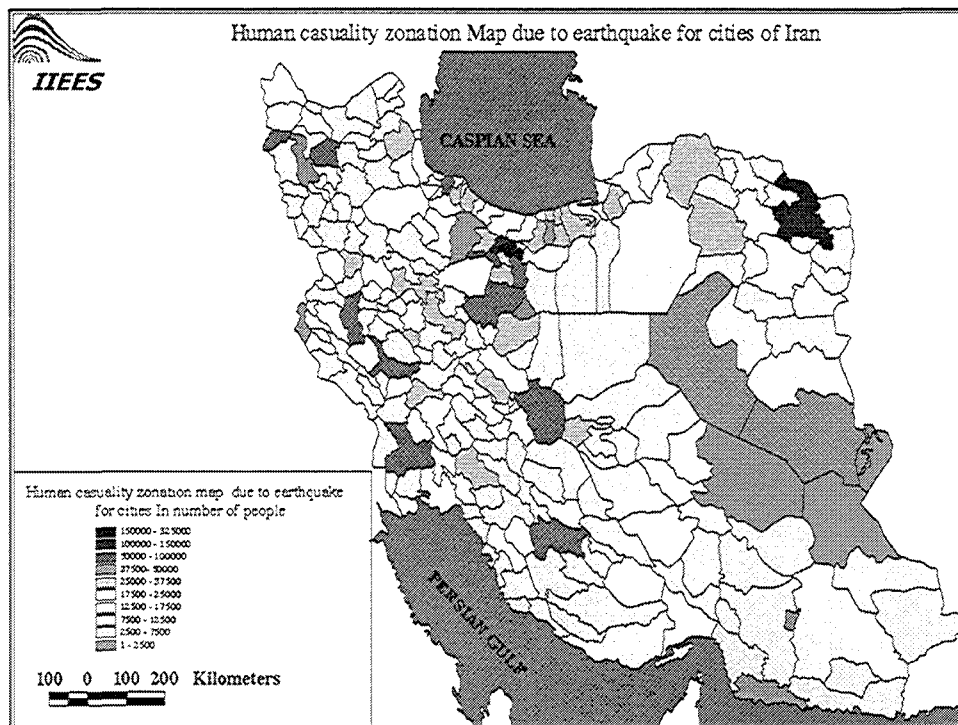 Human casuality zonation Map due to earthquake for cities of Iran
IIEES
CASPIAN SEA
Human casuality zonation map due to earthquake
for cities In number of people
150000 - 325000
100000 - 150000
50000 - 100000
37500 - 50000
25000 - 37500
17500 - 25000
12500 - 17500
7500 - 12500
2500 - 7500
1 - 2500
PERSIAN GULF
100 0 100 200 Kilometers